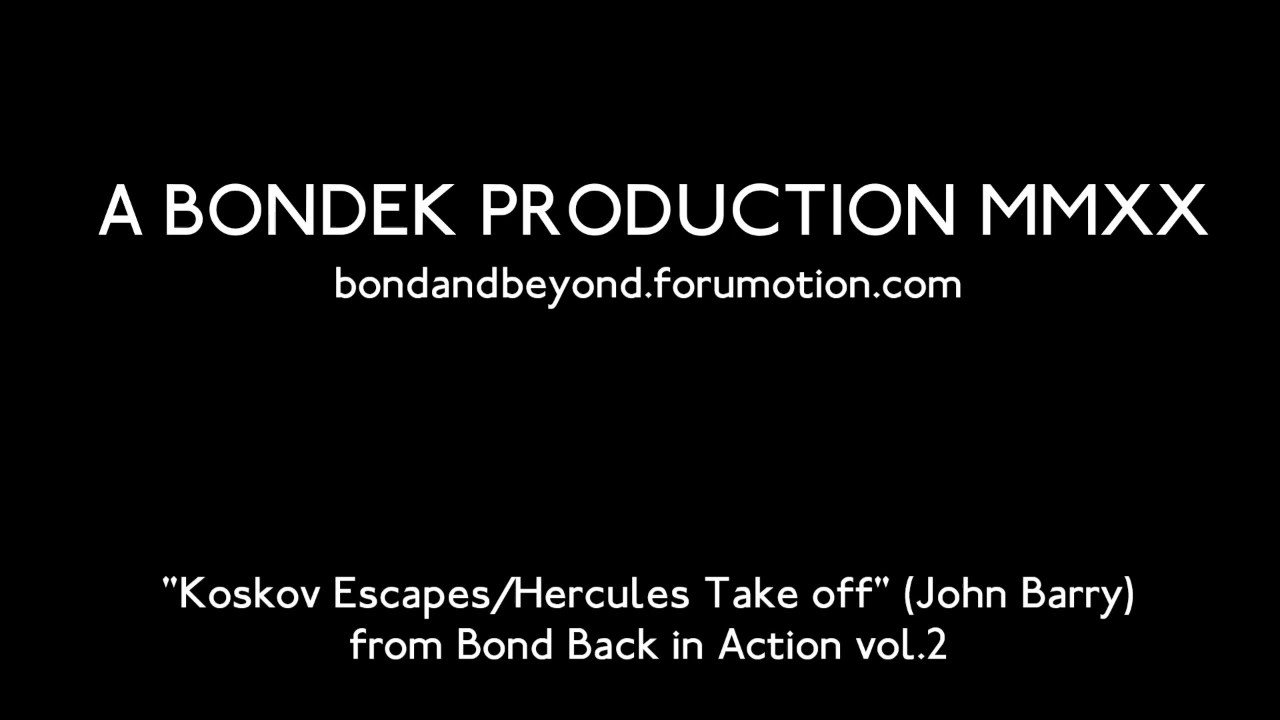 A BONDEK PRODUCTION MMXX
bondandbeyond.forumotion.com
"Koskov Escapes/Hercules Take off" (John Barry)
from Bond Back in Action vol.2